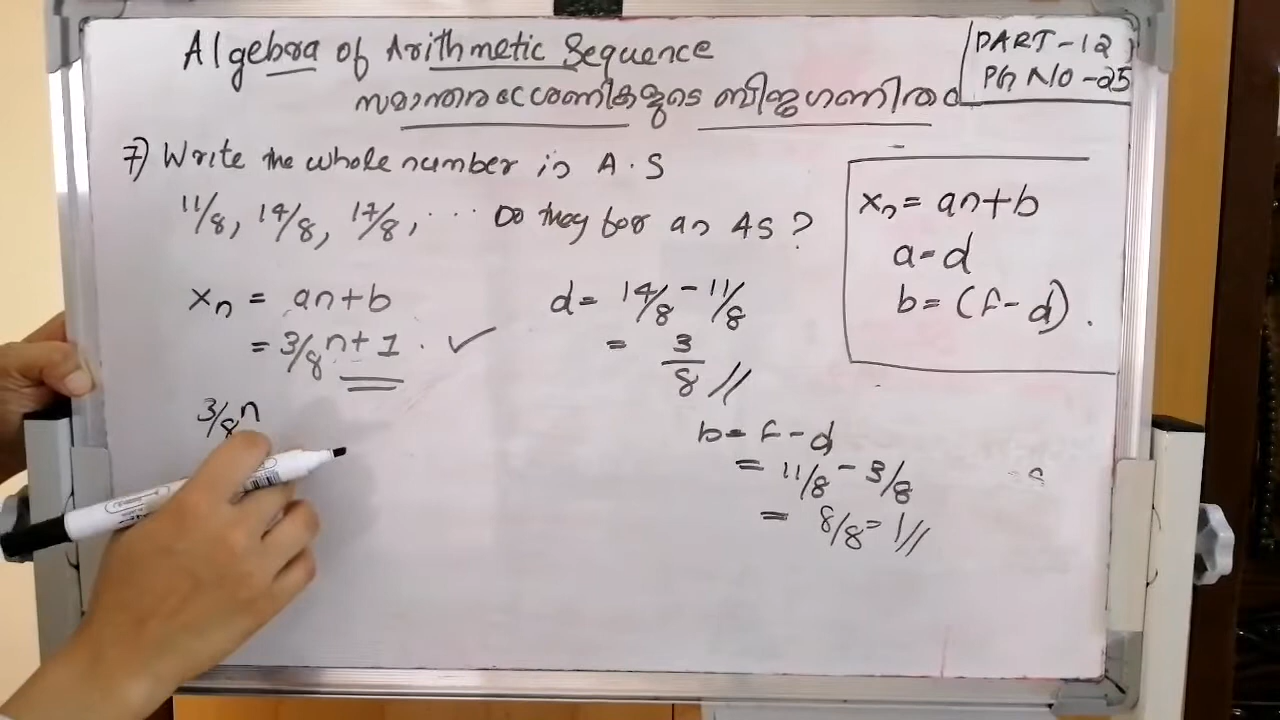 Algebra of Arithmetic Sequence
PART-12
PG NO-25
സമാന്തരശ്രേണികളുടെ ബീജഗണിതം
7) Write the whole number in A.S
11/8, 14/8, 17/8, ... Do they for an AS?
xn = an+b
= 3/8 n+1.
3/8 n
d= 14/8 - 11/8
= 3/8 //
b= f-d
= 11/8 - 3/8
= 8/8 = 1//
xn = an+b
a=d
b=(f-d).